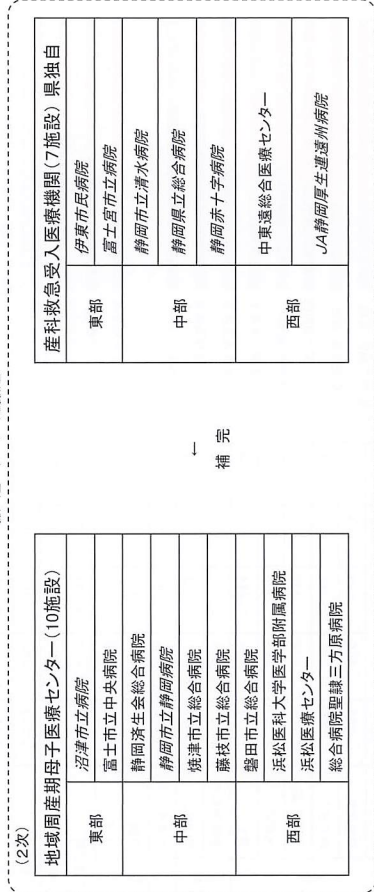 (2次)
地域周産期母子医療センター(10施設)
東部
沼津市立病院
富士市立中央病院
中部
静岡済生会総合病院
静岡市立静岡病院
焼津市立総合病院
藤枝市立総合病院
西部
磐田市立総合病院
浜松医科大学医学部附属病院
浜松医療センター
総合病院聖隷三方原病院
←
補完
産科救急受入医療機関(7施設) 県独自
東部
伊東市民病院
富士宮市立病院
中部
静岡市立清水病院
静岡県立総合病院
静岡赤十字病院
西部
中東遠総合医療センター
JA静岡厚生連遠州病院